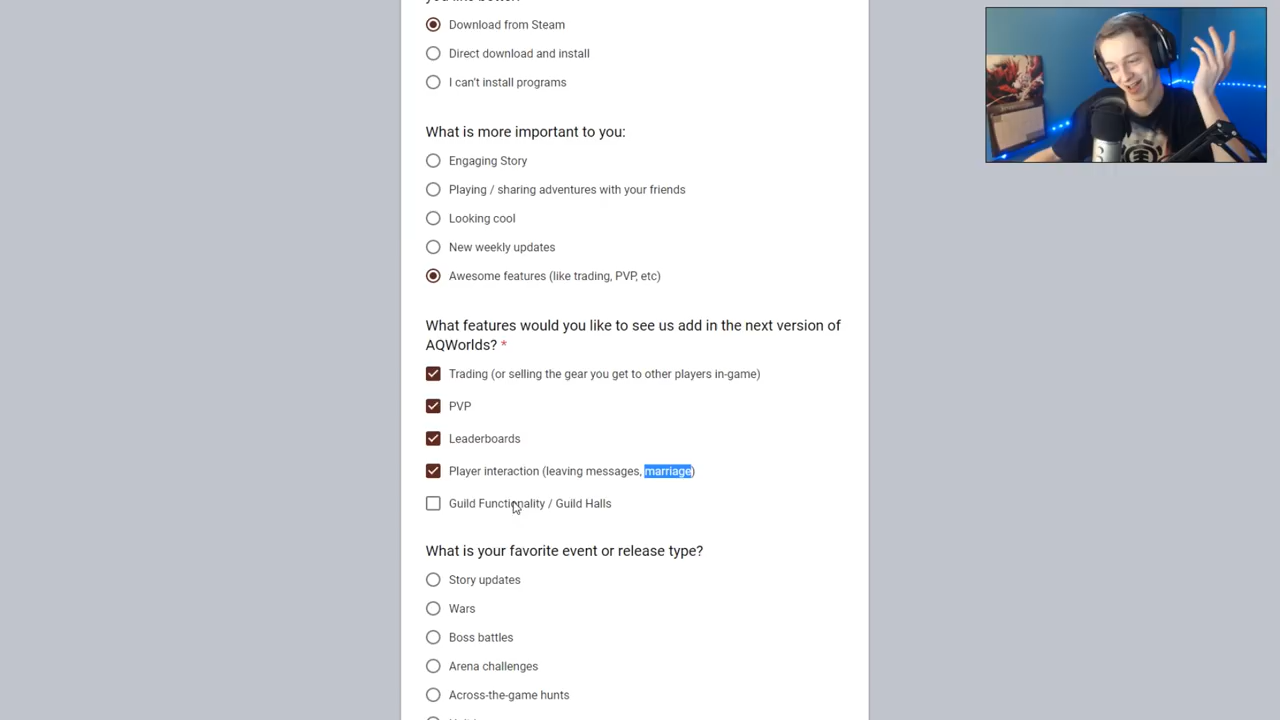 Download from Steam
Direct download and install
I can't install programs
What is more important to you:
Engaging Story
Playing / sharing adventures with your friends
Looking cool
New weekly updates
Awesome features (like trading, PVP, etc)
What features would you like to see us add in the next version of
AQWorlds? *
Trading (or selling the gear you get to other players in-game)
PVP
Leaderboards
Player interaction (leaving messages, marriage)
Guild Functionality / Guild Halls
What is your favorite event or release type?
Story updates
Wars
Boss battles
Arena challenges
Across-the-game hunts